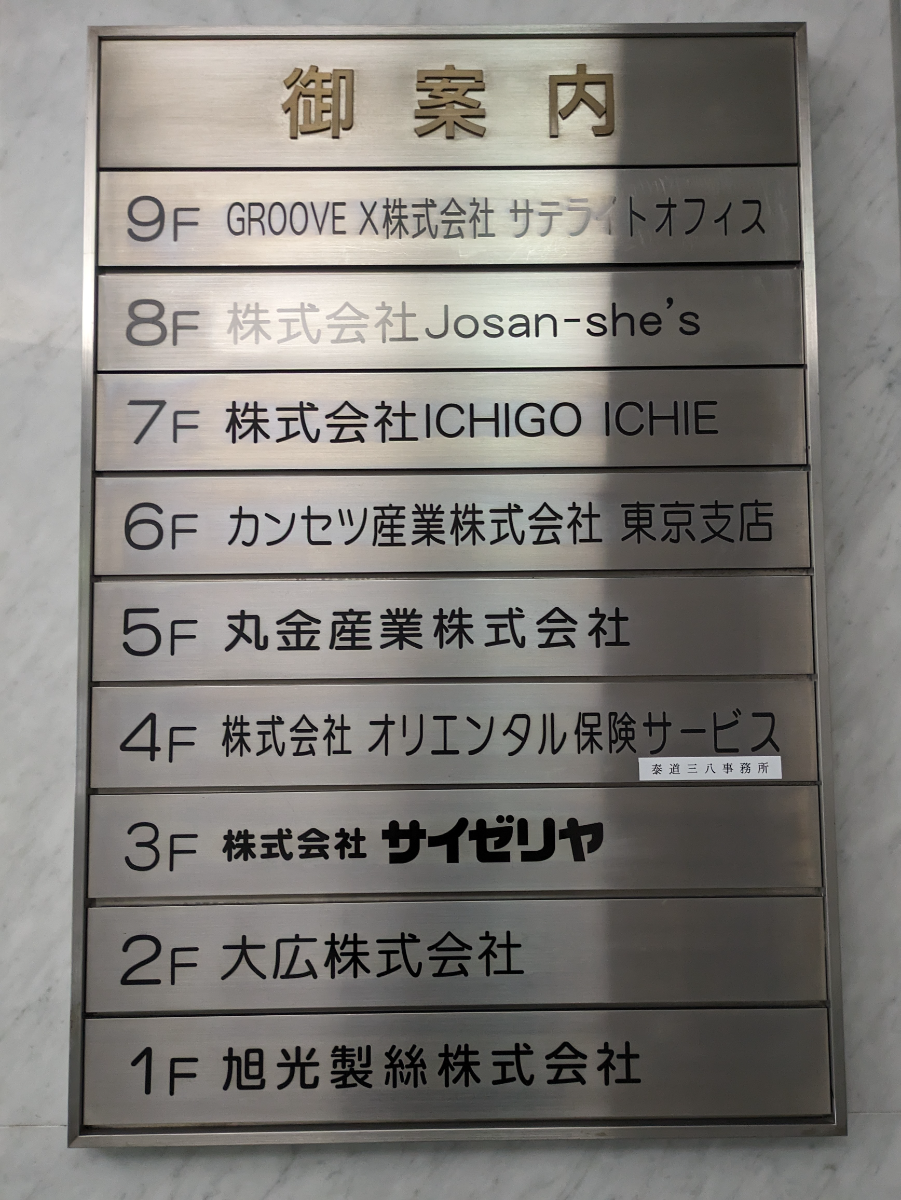 御案内
9F GROOVE X株式会社 サテライトオフィス
8F 株式会社Josan-she's
7F 株式会社ICHIGO ICHIE
6F カンセツ産業株式会社 東京支店
5F 丸金産業株式会社
4F 株式会社 オリエンタル保険サービス
泰道三八事務所
3F 株式会社 サイゼリヤ
2F 大広株式会社
1F 旭光製絲株式会社